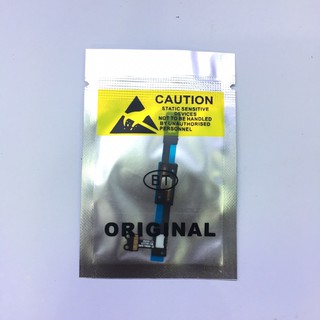 CAUTION
STATIC SENSITIVE
DEVICES
NOT TO BE HANDLED
BY UNAUTHORISED
PERSONNEL
ORIGINAL